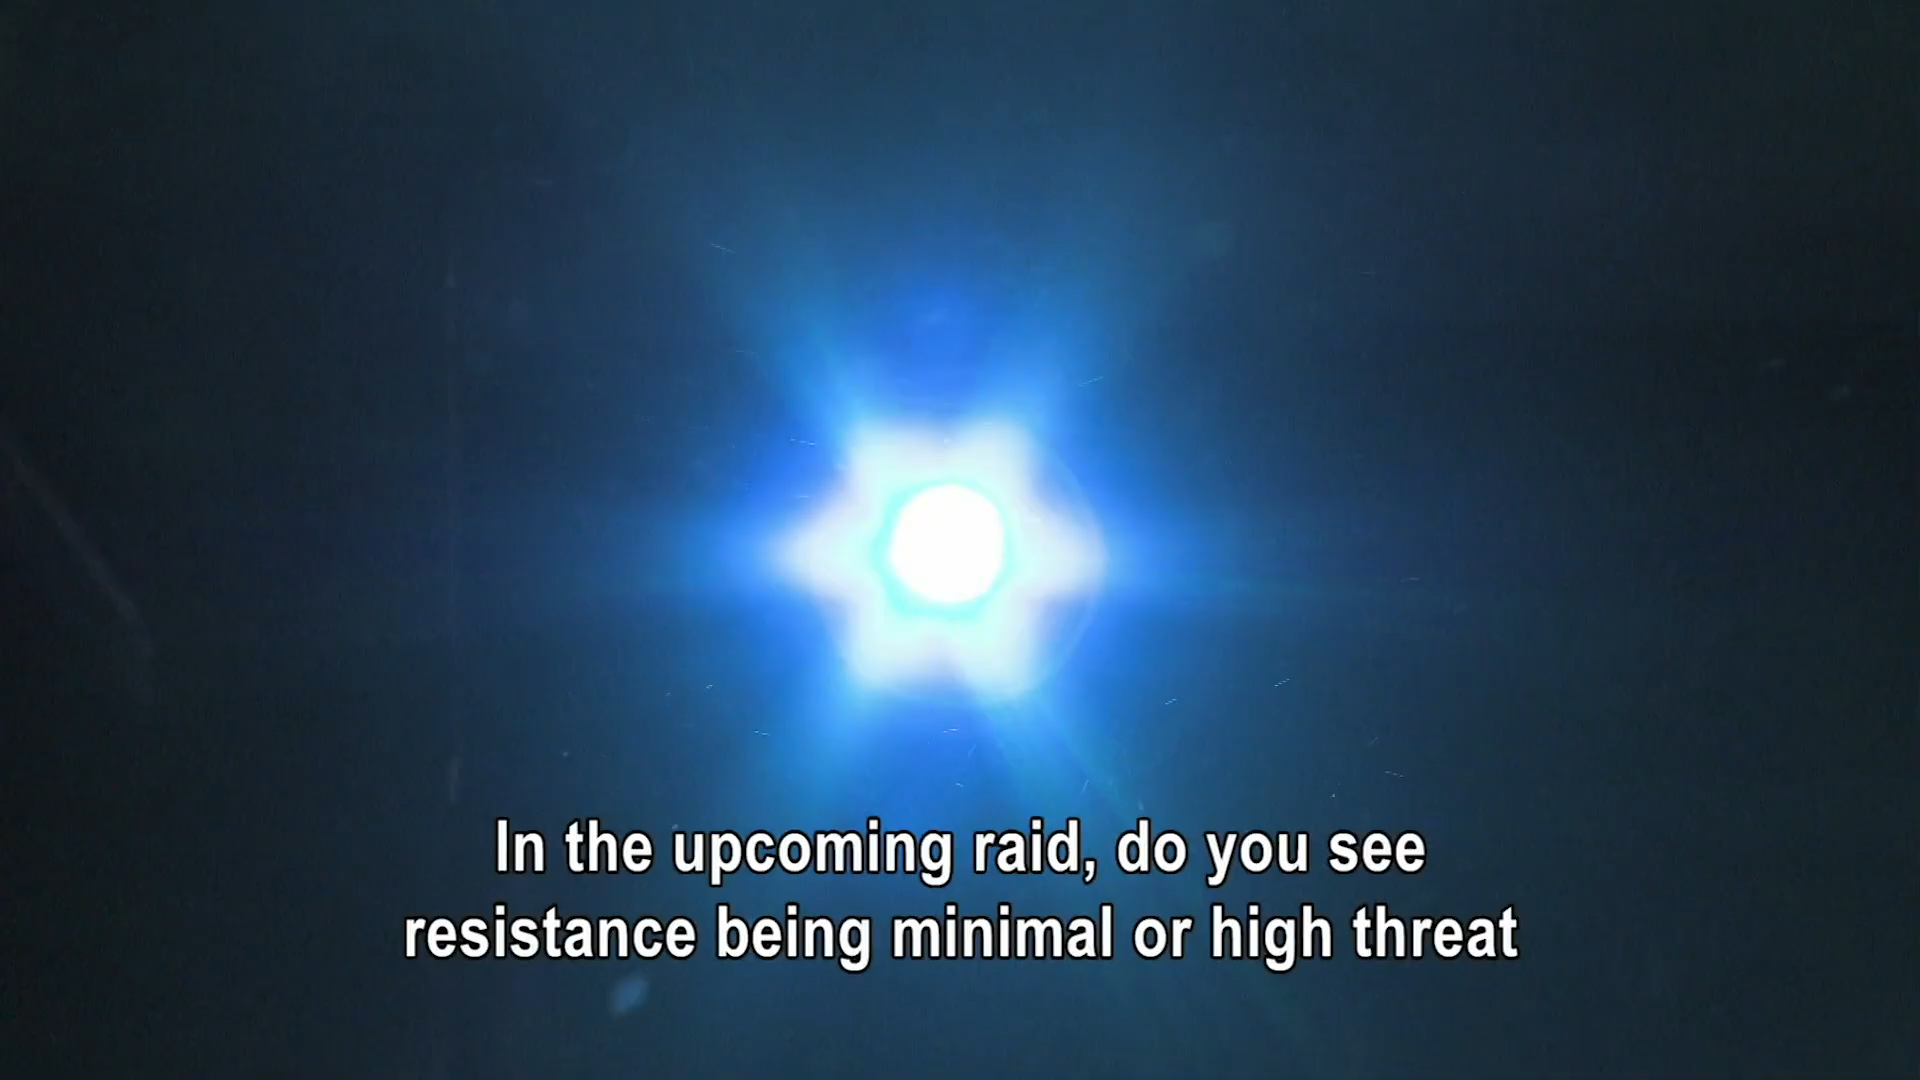 In the upcoming raid, do you see
resistance being minimal or high threat